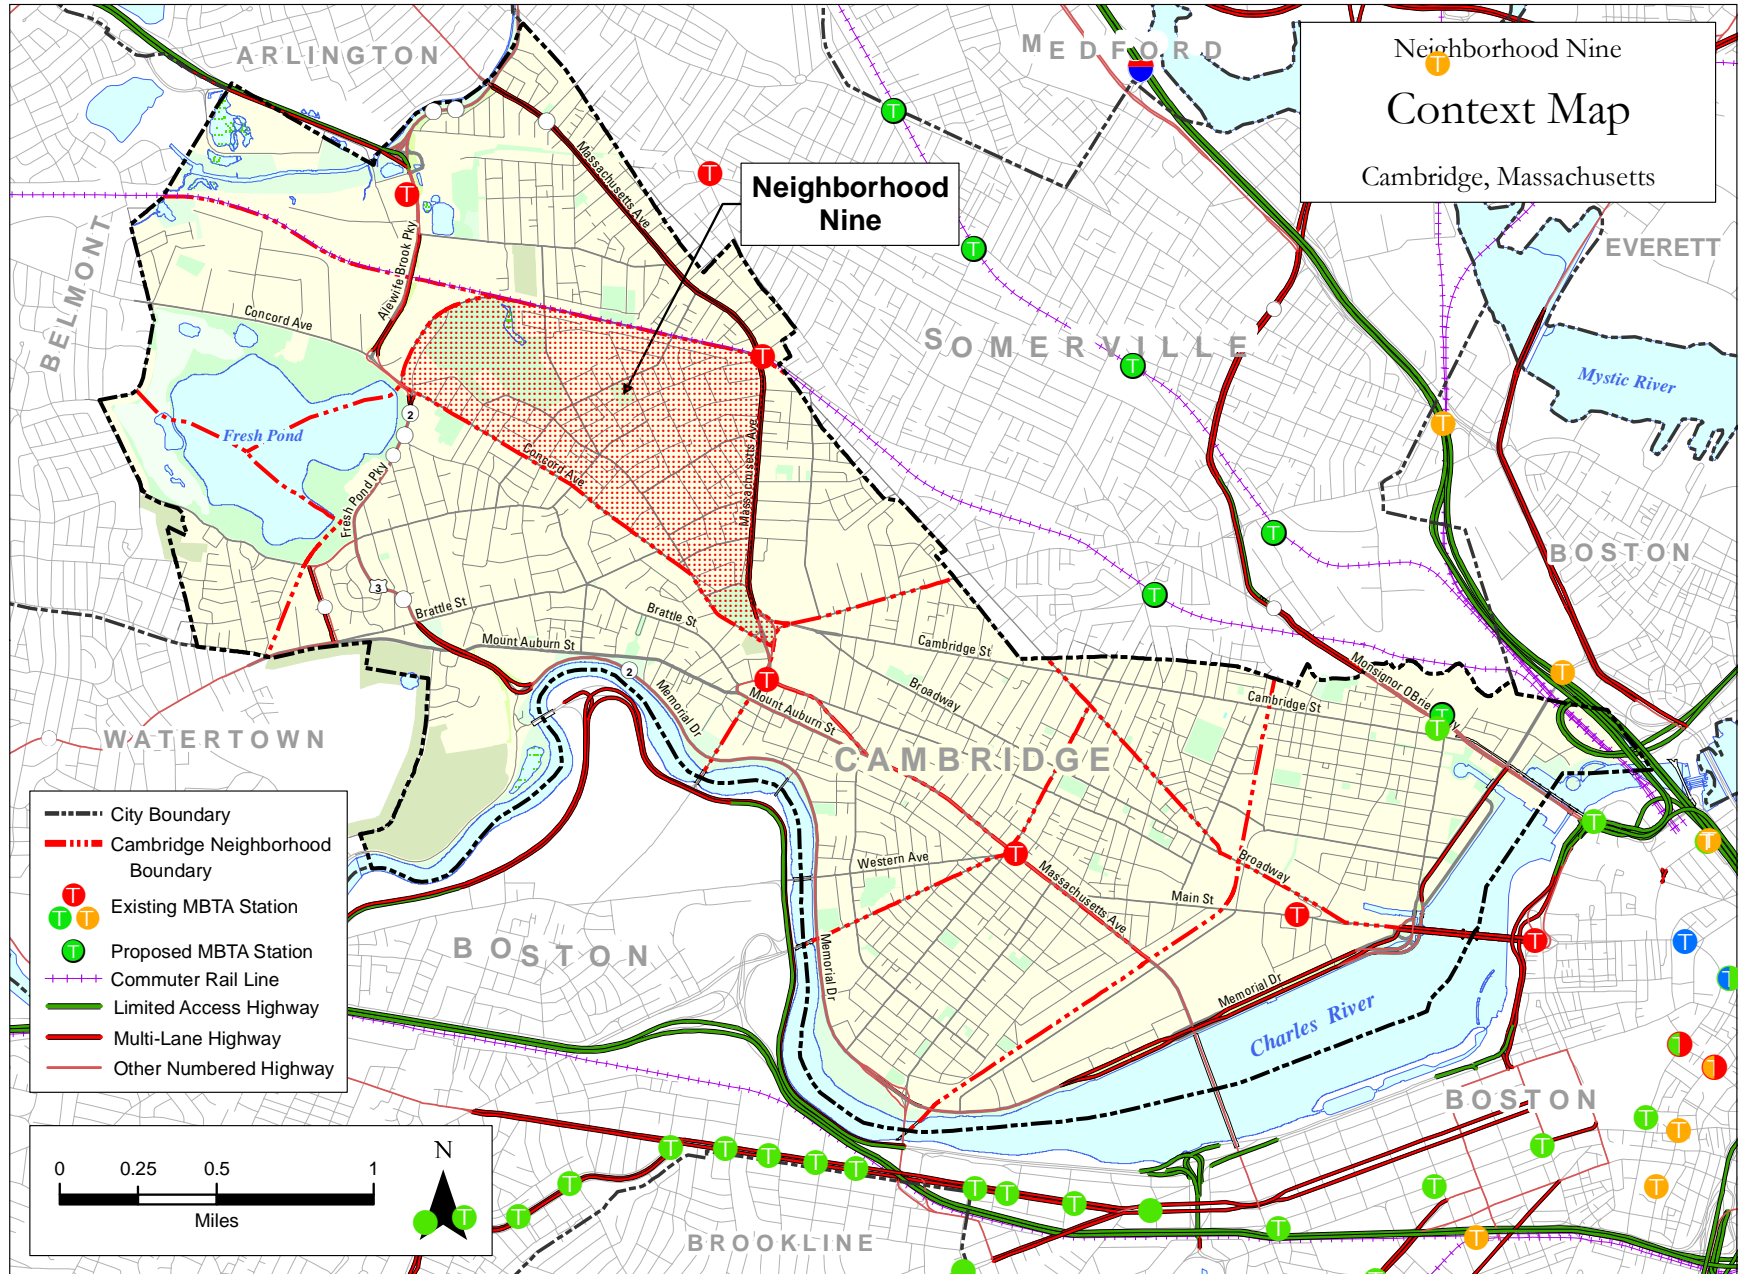 Neighborhood Nine
Context Map
Cambridge, Massachusetts
ARLINGTON
MEDFORD
EVERETT
BELMONT
SOMERVILLE
Mystic River
BOSTON
Neighborhood
Nine
Massachusetts Ave
Alewife Brook Pky
Concord Ave
Fresh Pond
2
Concord Ave
Massachusetts Ave
Fresh Pond Pky
3
Brattle St
Brattle St
Mount Auburn St
2
Memorial Dr
Mount Auburn St
Cambridge St
Broadway
Cambridge St
Monsignor OBrie
WATERTOWN
CAMBRIDGE
Western Ave
Massachusetts Ave
Broadway
Main St
Memorial Dr
Memorial Dr
Charles River
BOSTON
BOSTON
BROOKLINE
City Boundary
Cambridge Neighborhood
Boundary
T
T T
Existing MBTA Station
T
Proposed MBTA Station
Commuter Rail Line
Limited Access Highway
Multi-Lane Highway
Other Numbered Highway
N
0 0.25 0.5 1
Miles